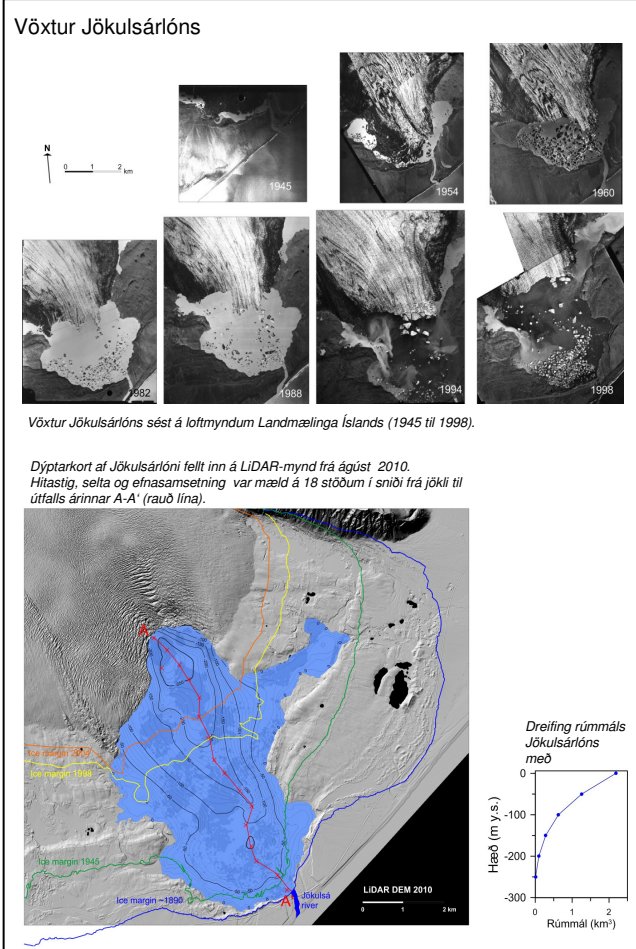 Vöxtur Jökulsárlóns
N
0 1 2 km
1945
1954
1960
1982
1988
1994
1998
Vöxtur Jökulsárlóns sést á loftmyndum Landmælinga Íslands (1945 til 1998).
Dýptarkort af Jökulsárlóni fellt inn á LiDAR-mynd frá ágúst 2010.
Hitastig, selta og efnasamsetning var mæld á 18 stöðum í sniði frá jökli til
útfalls árinnar A-A' (rauð lína).
A
Ice margin 1998
Ice margin 1945
Ice margin ~1890
A'
Jökulsá
river
LiDAR DEM 2010
0 1 2 km
Dreifing rúmmáls
Jökulsárlóns
með
Hæð (m y.s.)
0
-100
-200
-300
0 1 2
Rúmmál (km³)